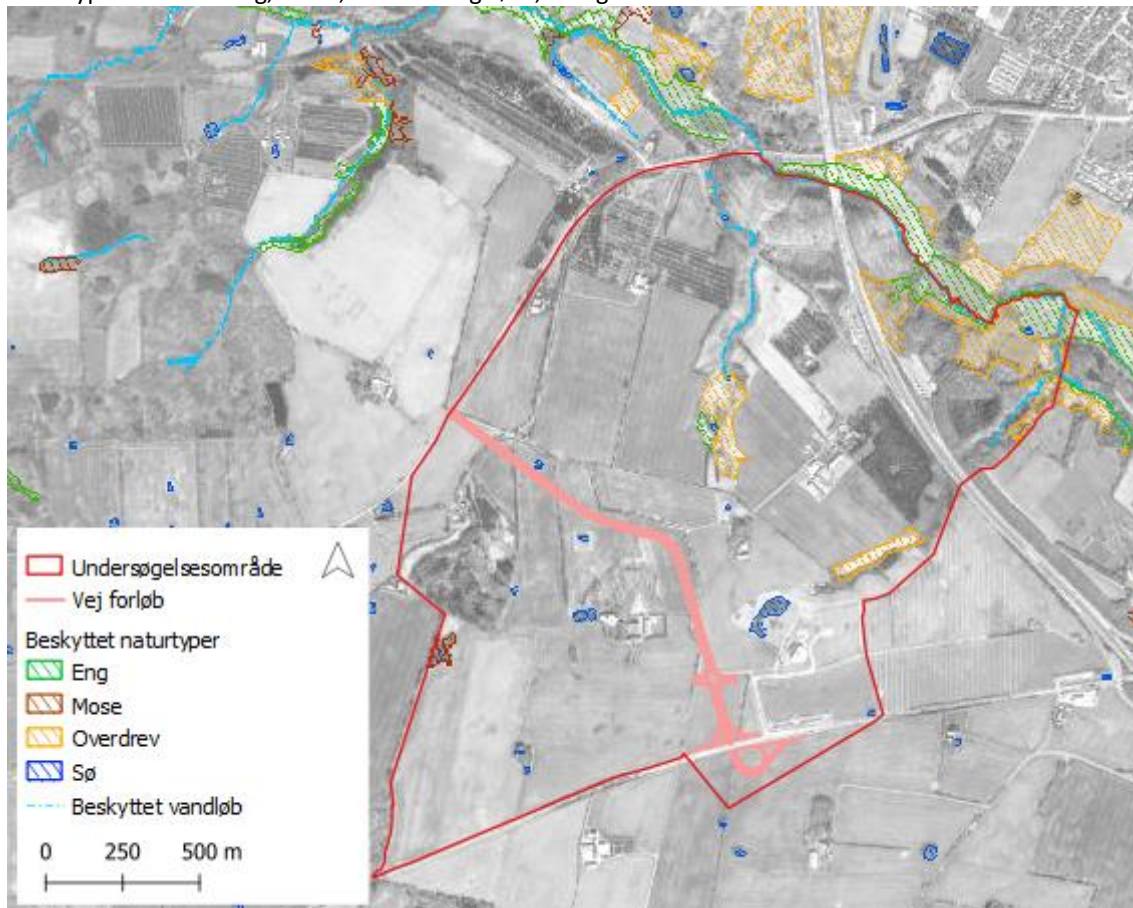 Undersøgelsesområde
Vej forløb
Beskyttet naturtyper
Eng
Mose
Overdrev
Sø
Beskyttet vandløb
0 250 500 m